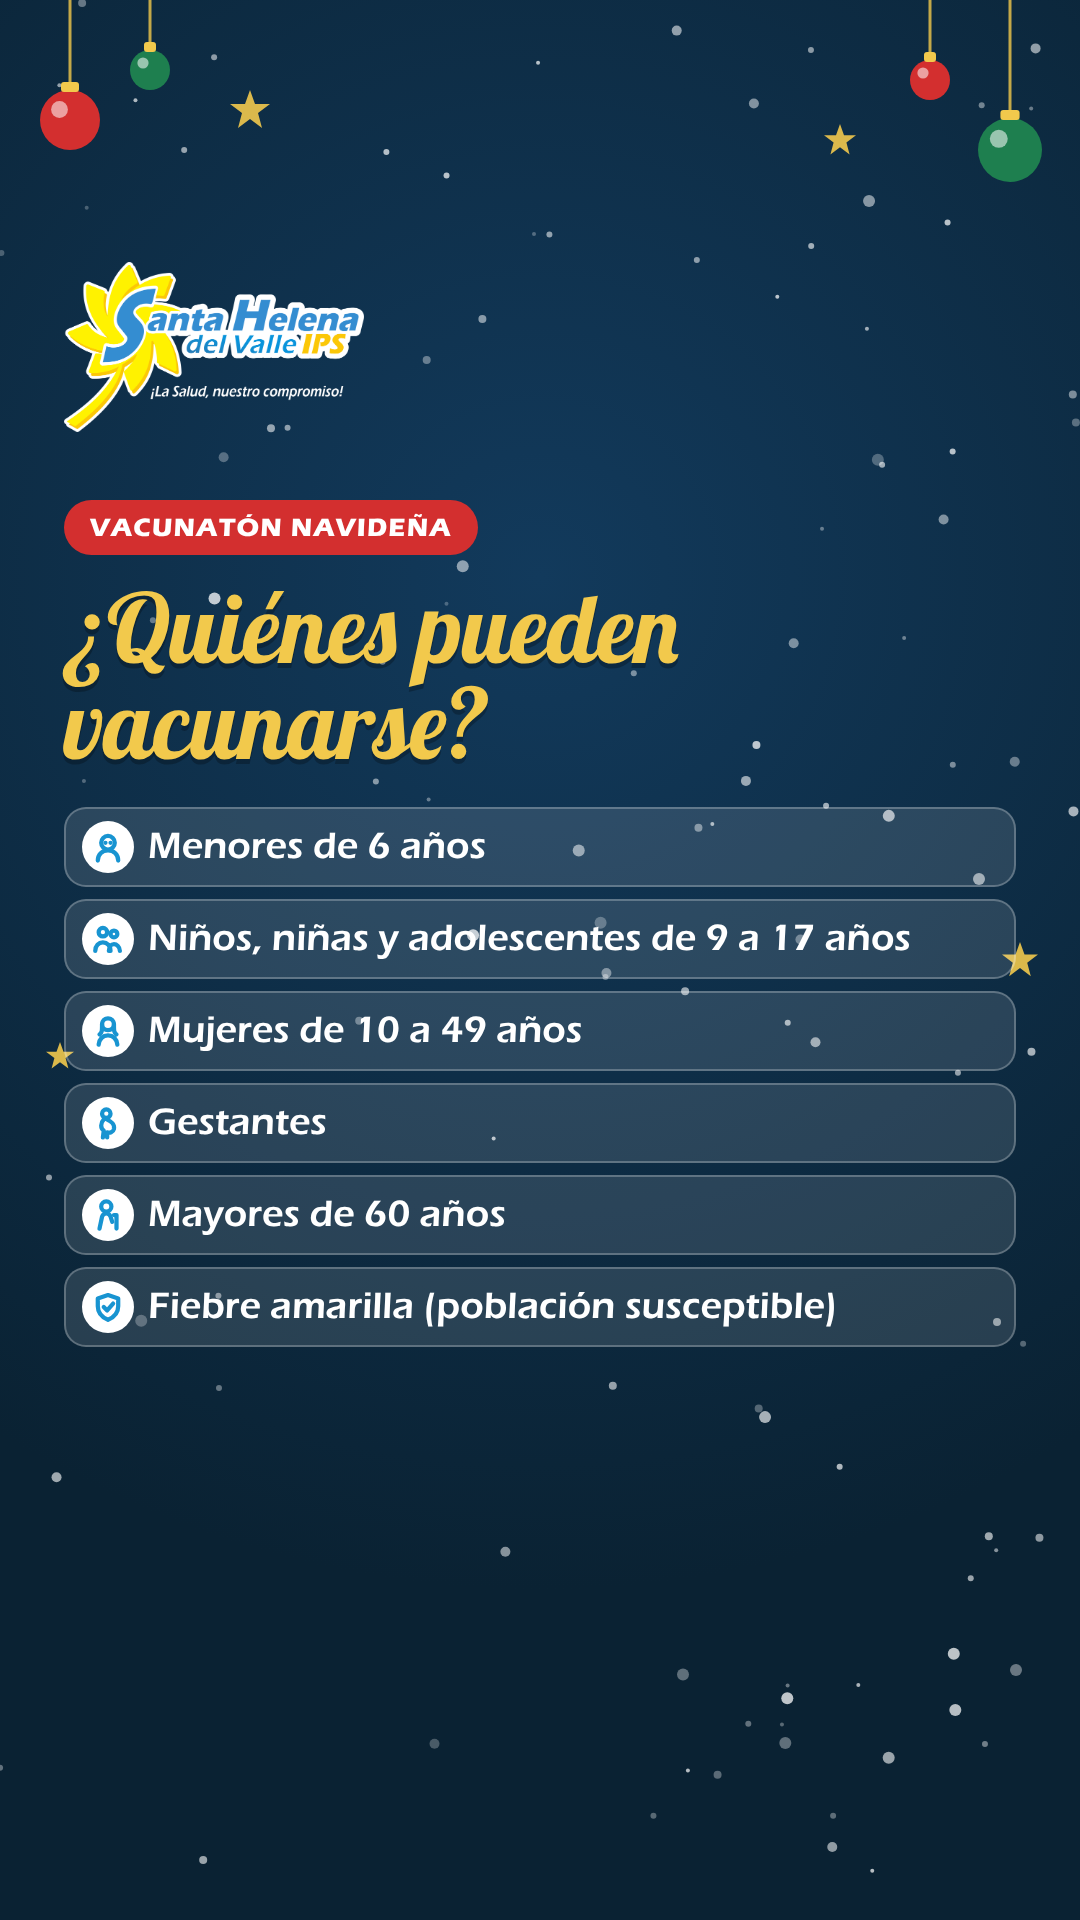 Santa Helena
del Valle IPS
¡La Salud, nuestro compromiso!
VACUNATÓN NAVIDEÑA
¿Quiénes pueden
vacunarse?
Menores de 6 años
Niños, niñas y adolescentes de 9 a 17 años
Mujeres de 10 a 49 años
Gestantes
Mayores de 60 años
Fiebre amarilla (población susceptible)